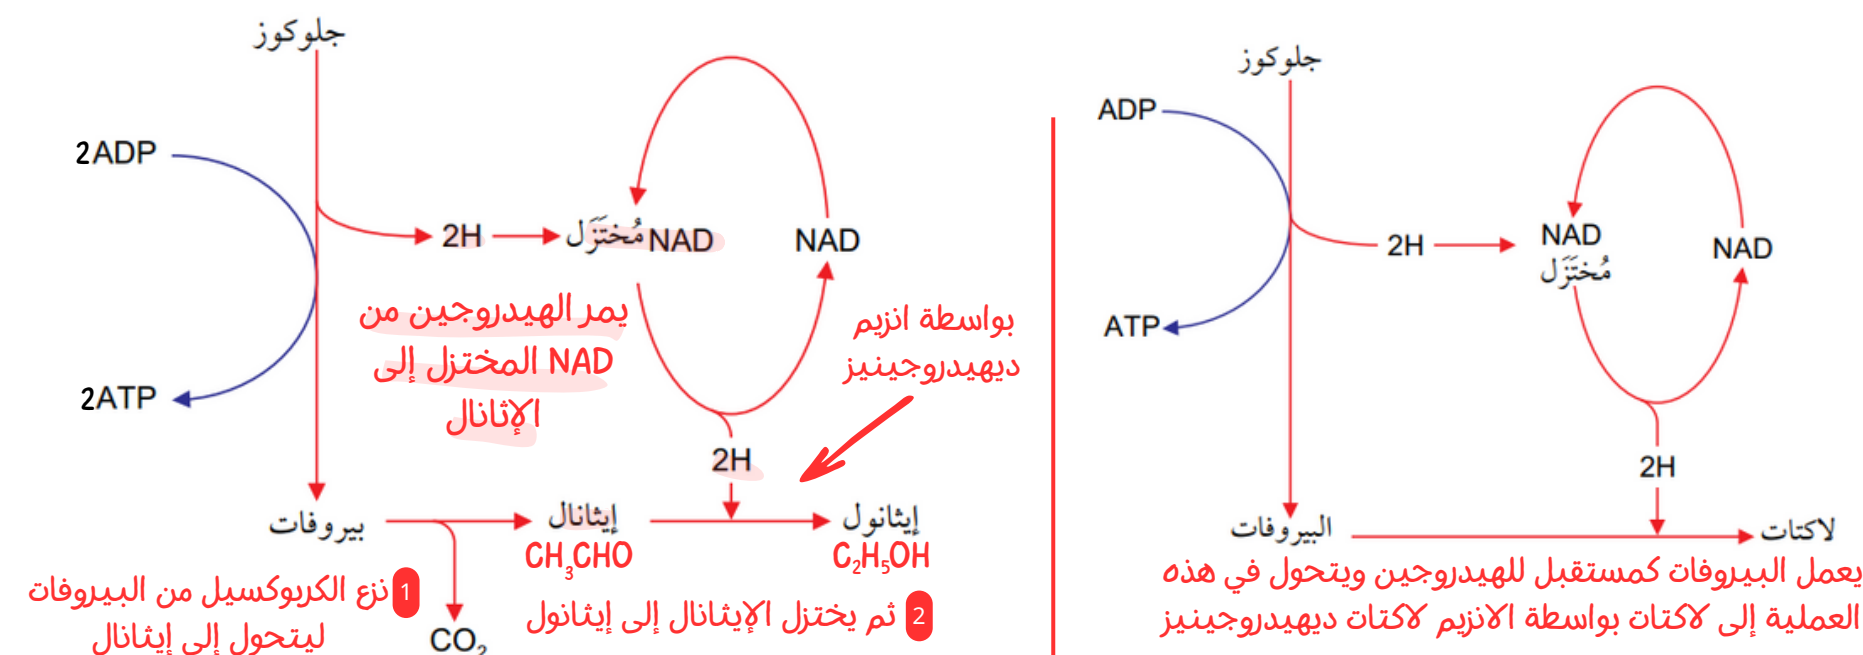 جلوكوز
2ADP
2H
مُختَزَل NAD
NAD
يمر الهيدروجين من
NAD المختزل إلى
الإثانال
بواسطة انزيم
ديهيدروجينيز
2ATP
2H
بيروفات
إيثانال
إيثانول
CH₃CHO
C₂H₅OH
1 نزع الكربوكسيل من البيروفات
ليتحول إلى إيثانال
CO₂
2 ثم يختزل الإيثانال إلى إيثانول
جلوكوز
ADP
2H
NAD
مُختَزَل
NAD
ATP
2H
البيروفات
لاكتات
يعمل البيروفات كمستقبل للهيدروجين ويتحول في هذه
العملية إلى لاكتات بواسطة الانزيم لاكتات ديهيدروجينيز